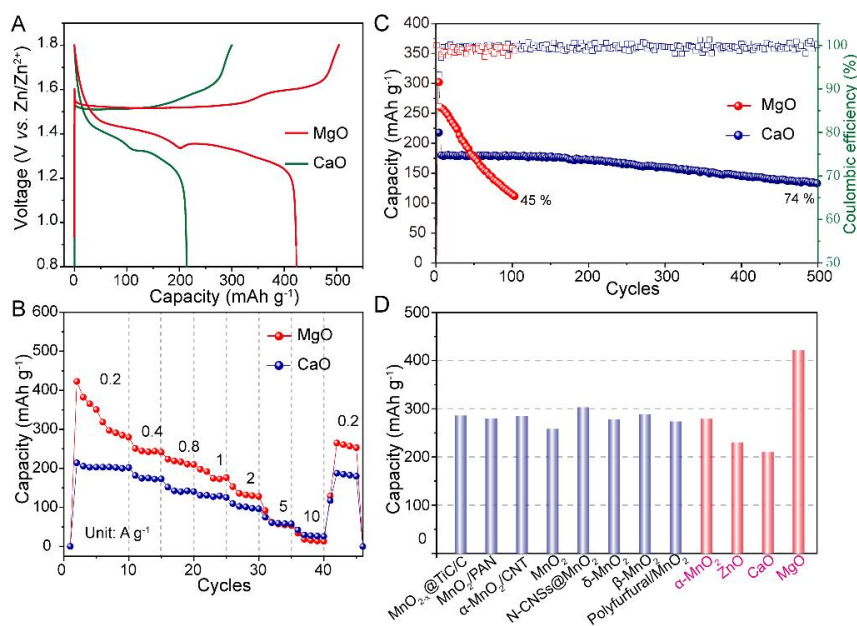 A
1.8
1.6
1.4
1.2
1.0
0.8
Voltage (V vs. Zn/Zn²⁺)
MgO
CaO
0 100 200 300 400 500
Capacity (mAh g⁻¹)
C
400
350
300
250
200
150
100
50
0
Capacity (mAh g⁻¹)
MgO
CaO
45 %
74 %
100
90
80
70
60
50
Coulombic efficiency (%)
0 100 200 300 400 500
Cycles
B
600
500
400
300
200
100
0
Capacity (mAh g⁻¹)
MgO
CaO
0.2
0.4
0.8
1
2
5
10
0.2
Unit: A g⁻¹
0 10 20 30 40
Cycles
D
500
400
300
200
100
0
Capacity (mAh g⁻¹)
MnO₂₋ₓ@TiC/C
MnO₂/PAN
α-MnO₂/CNT
MnO₂
N-CNSs@MnO₂
δ-MnO₂
β-MnO₂
Polyfurfural/MnO₂
α-MnO₂
ZnO
CaO
MgO